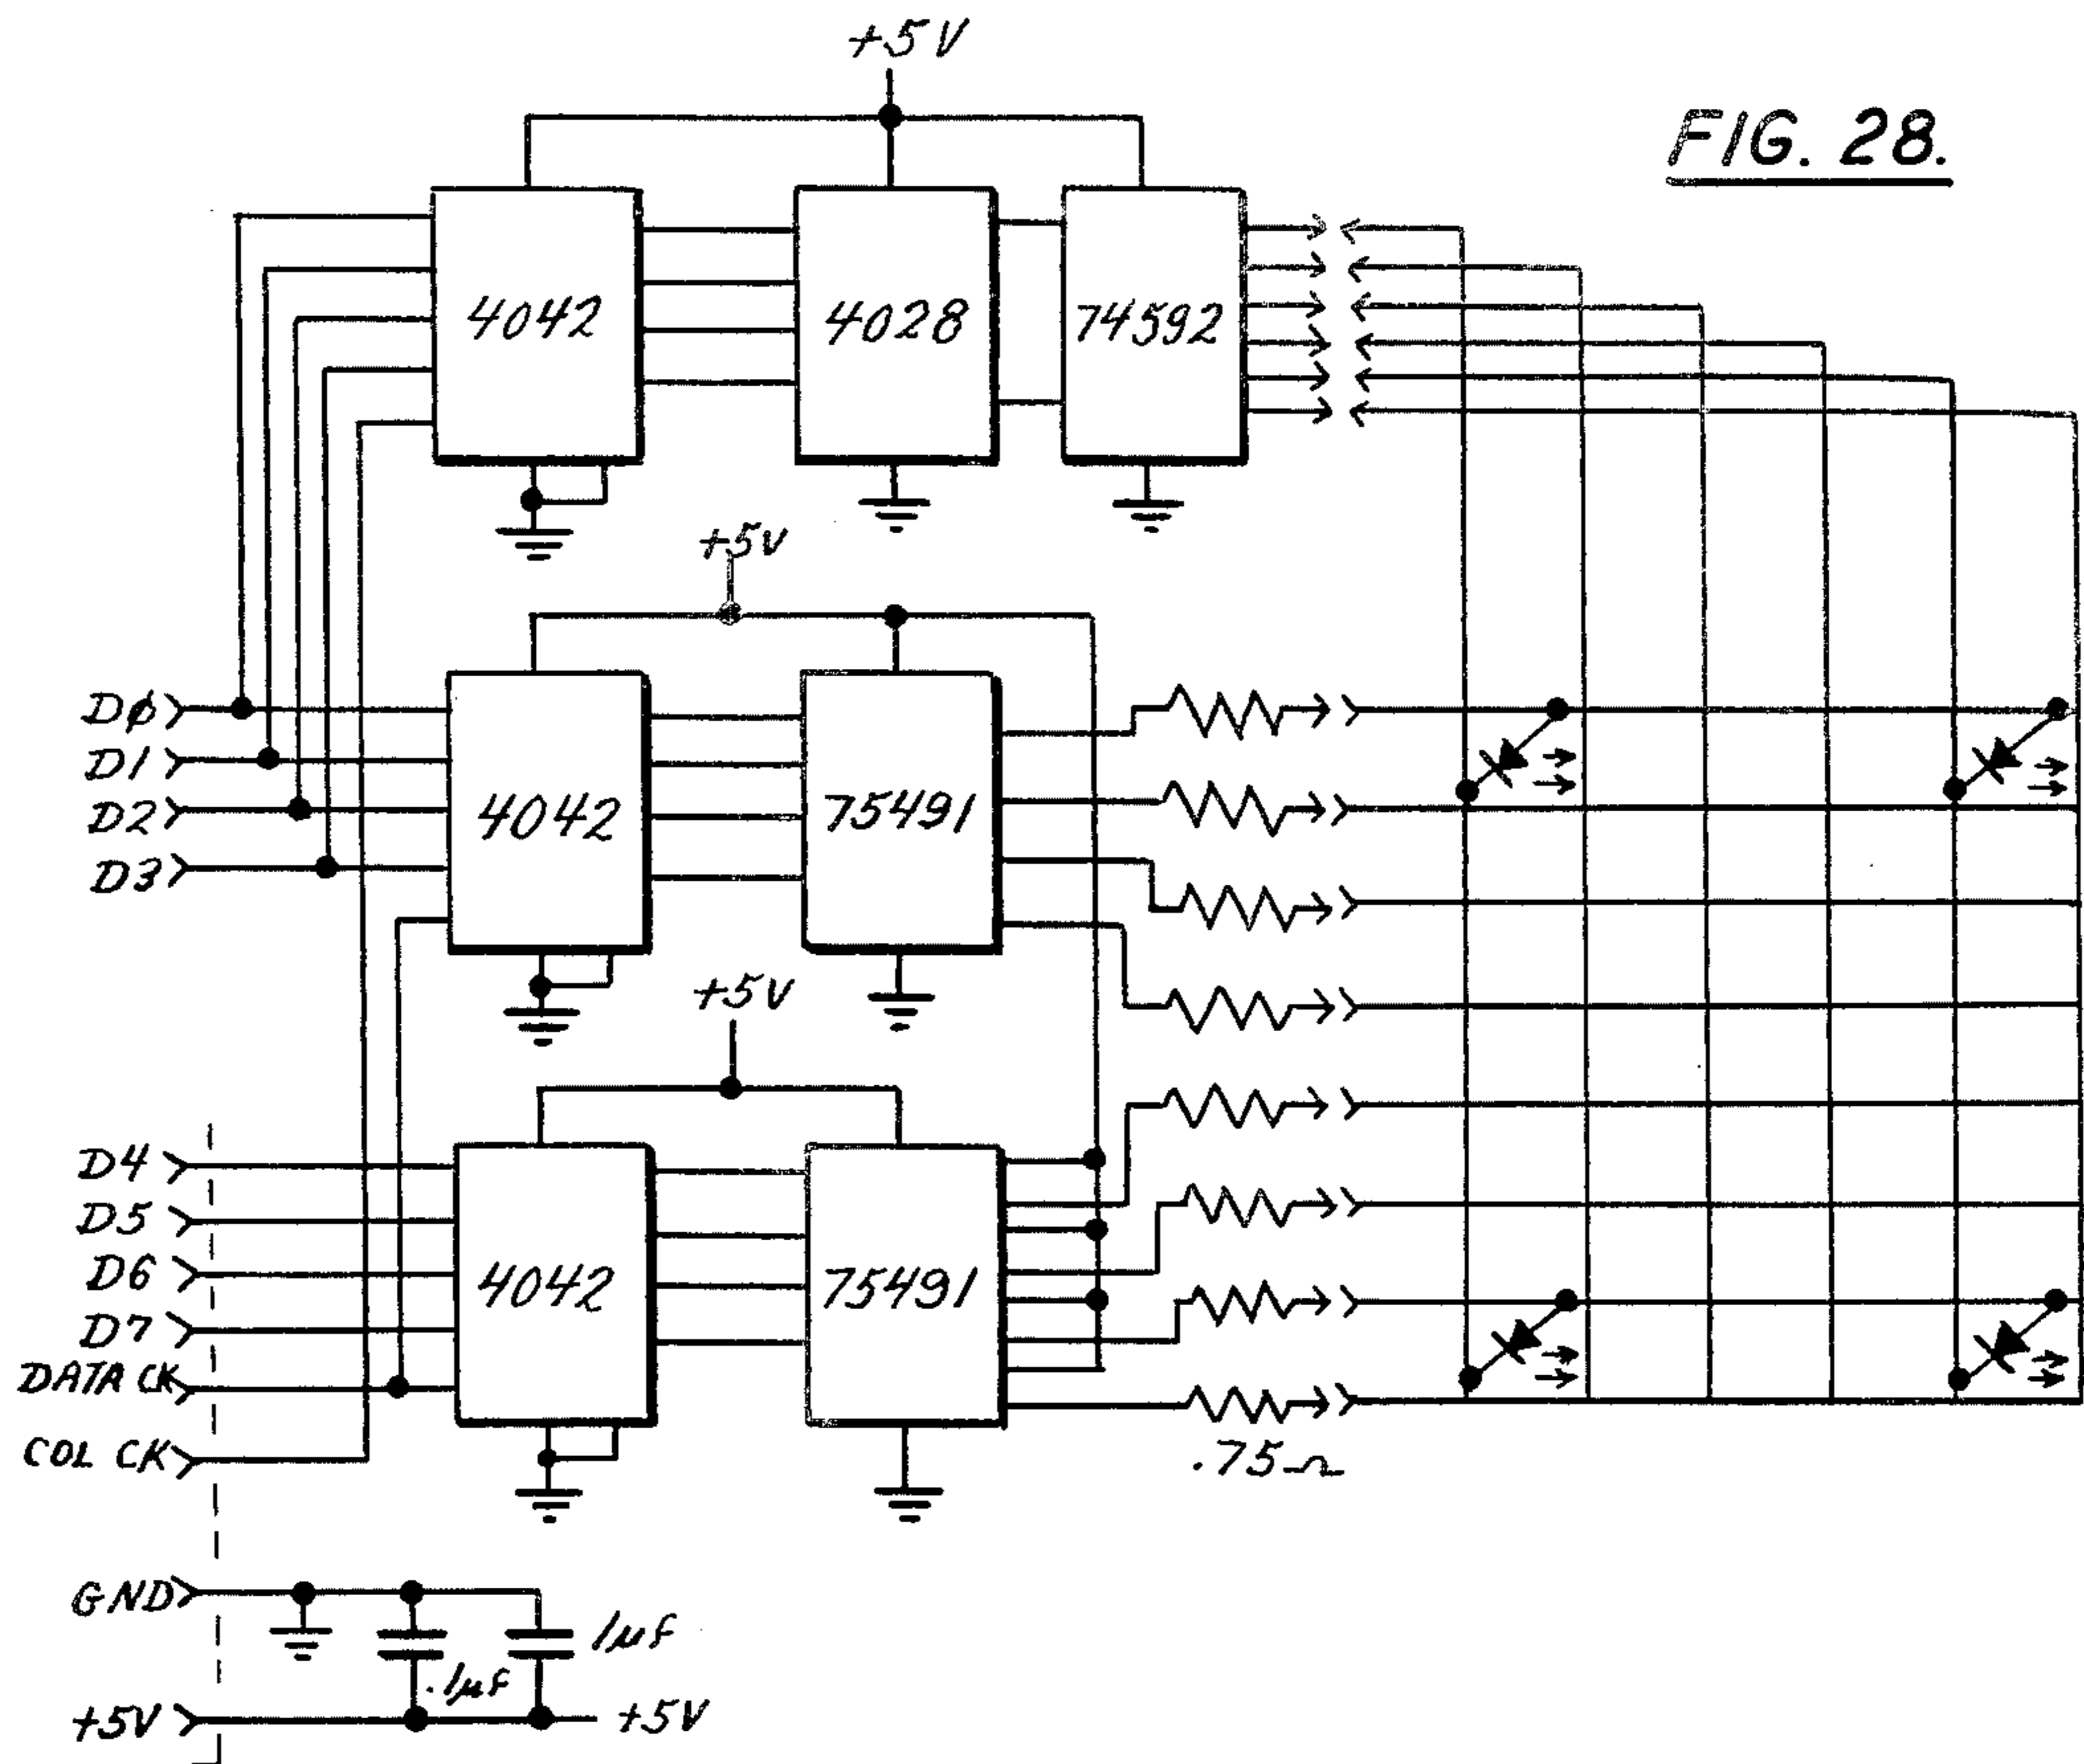 +5V
FIG. 28.
4042
4028
74592
+5V
DØ
D1
D2
D3
4042
75491
+5V
D4
D5
D6
D7
DATA CK
COL CK
4042
75491
.75Ω
GND
.1µF
1µF
+5V
+5V